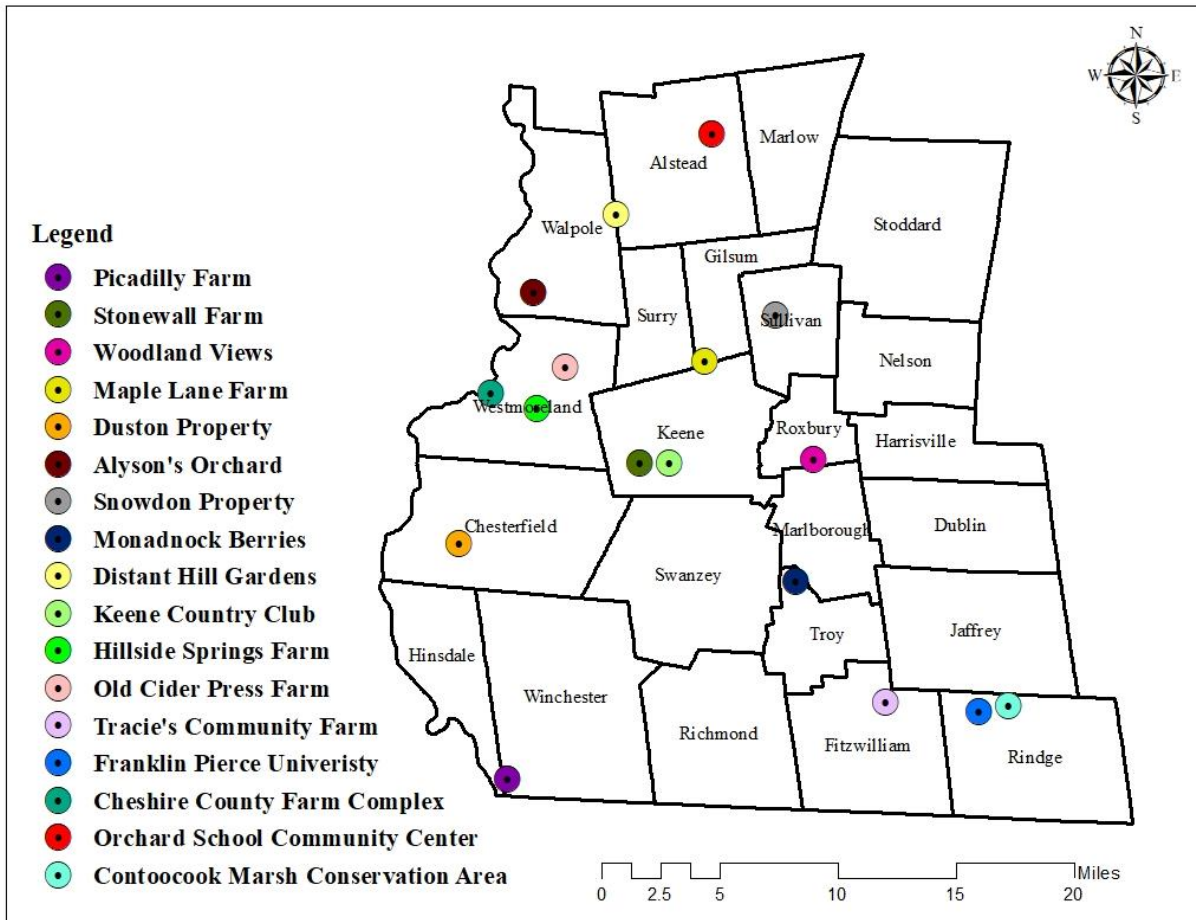 N
W E
S
Marlow
Alstead
Stoddard
Walpole
Gilsum
Surry
Sullivan
Nelson
Westmoreland
Keene
Roxbury
Harrisville
Chesterfield
Marlborough
Dublin
Swanzey
Troy
Jaffrey
Hinsdale
Winchester
Richmond
Fitzwilliam
Rindge
Legend
Picadilly Farm
Stonewall Farm
Woodland Views
Maple Lane Farm
Duston Property
Alyson's Orchard
Snowdon Property
Monadnock Berries
Distant Hill Gardens
Keene Country Club
Hillside Springs Farm
Old Cider Press Farm
Tracie's Community Farm
Franklin Pierce Univeristy
Cheshire County Farm Complex
Orchard School Community Center
Contoocook Marsh Conservation Area
Miles
0 2.5 5 10 15 20